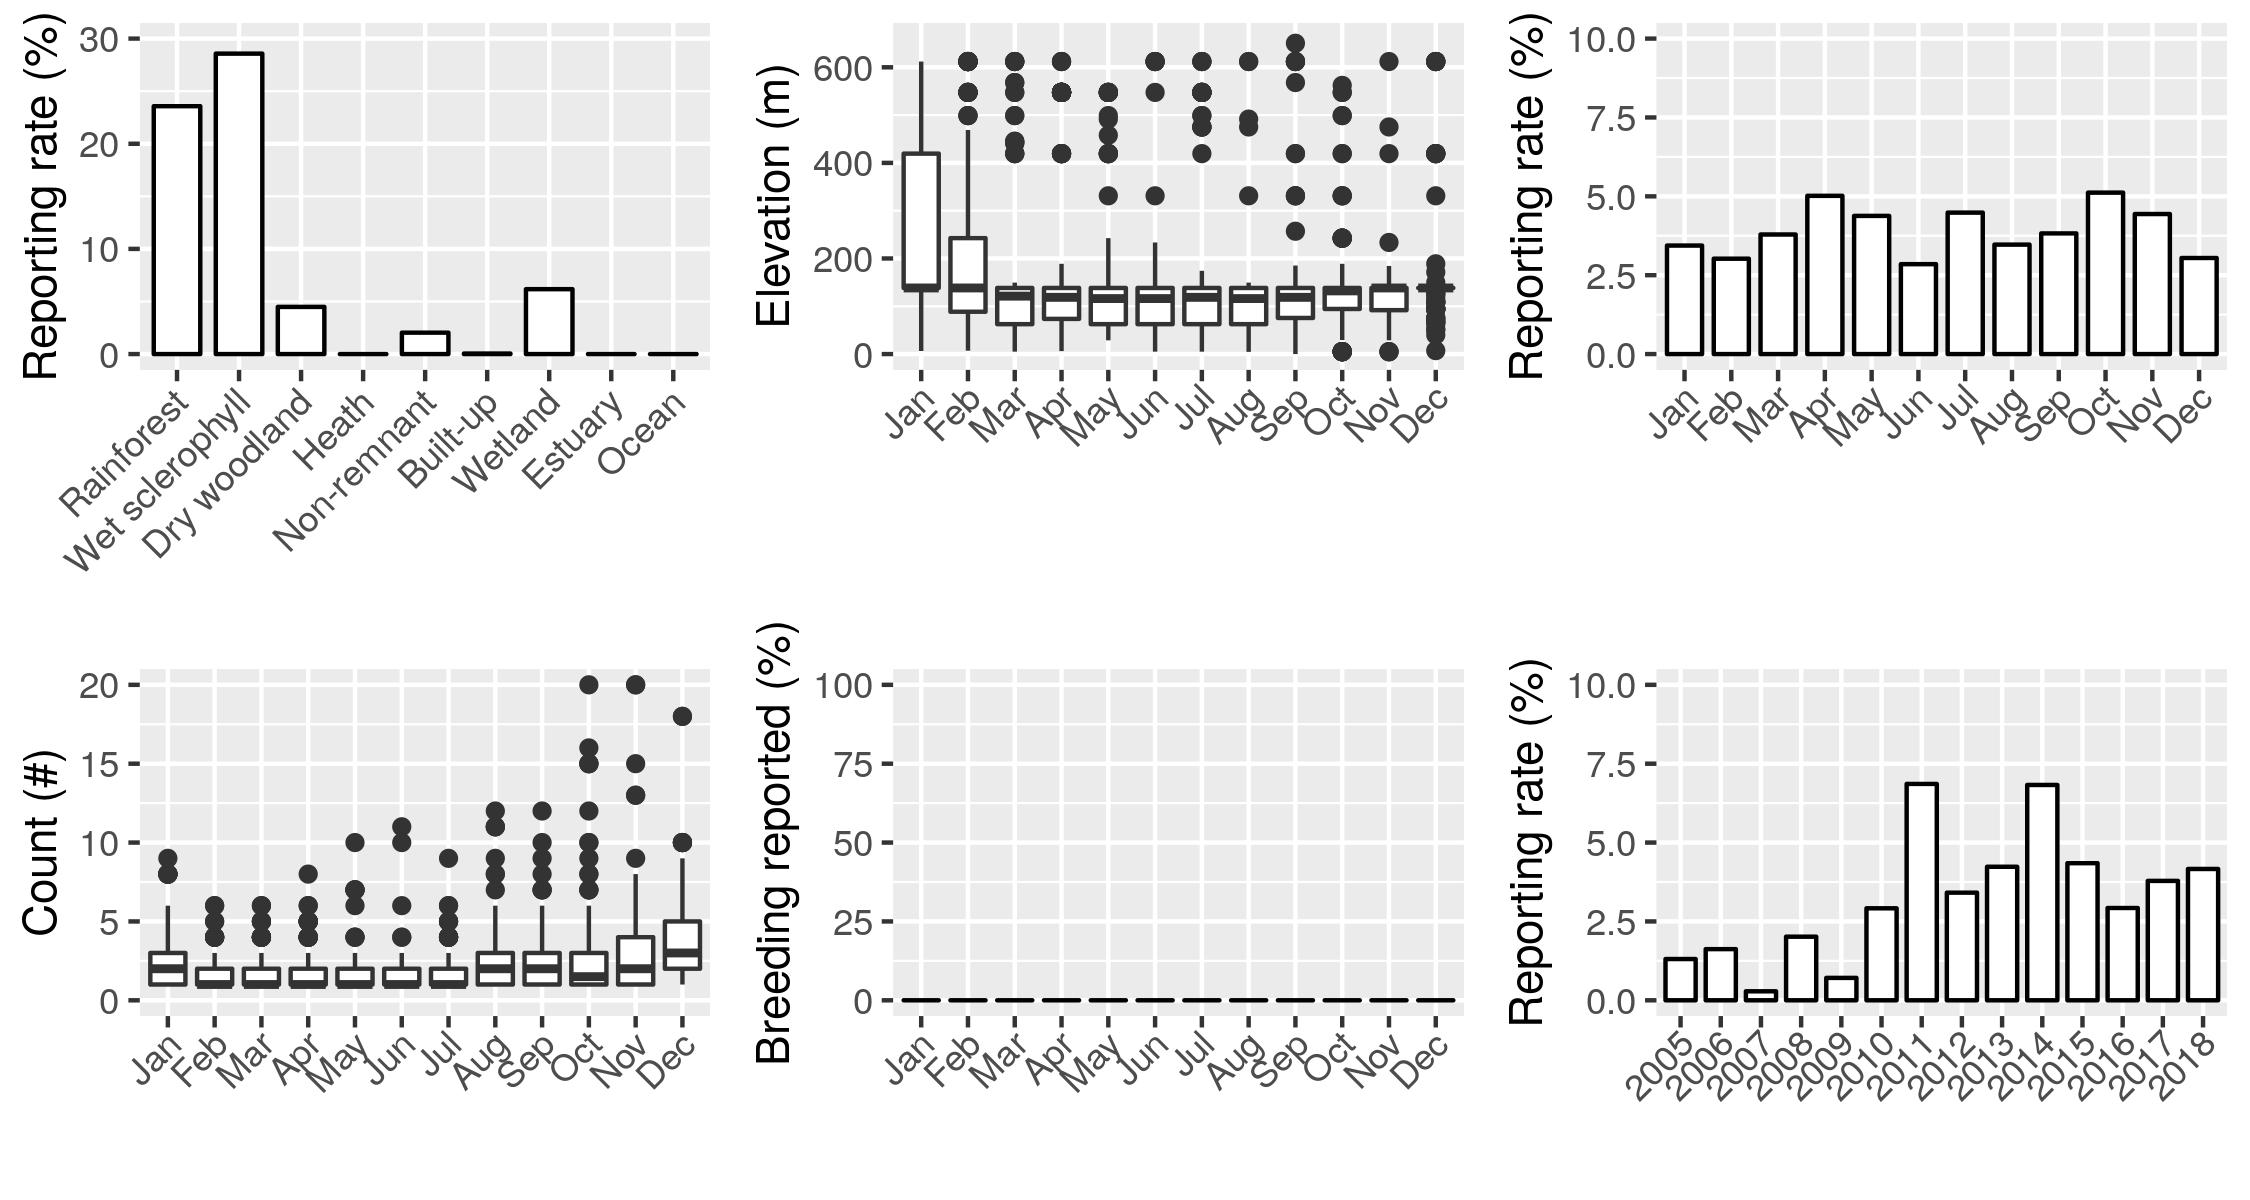 Reporting rate (%)
30
20
10
0
Rainforest
Wet sclerophyll
Dry woodland
Heath
Non-remnant
Built-up
Wetland
Estuary
Ocean
Elevation (m)
600
400
200
0
Jan
Feb
Mar
Apr
May
Jun
Jul
Aug
Sep
Oct
Nov
Dec
Reporting rate (%)
10.0
7.5
5.0
2.5
0.0
Jan
Feb
Mar
Apr
May
Jun
Jul
Aug
Sep
Oct
Nov
Dec
Count (#)
20
15
10
5
0
Jan
Feb
Mar
Apr
May
Jun
Jul
Aug
Sep
Oct
Nov
Dec
Breeding reported (%)
100
75
50
25
0
Jan
Feb
Mar
Apr
May
Jun
Jul
Aug
Sep
Oct
Nov
Dec
Reporting rate (%)
10.0
7.5
5.0
2.5
0.0
2005
2006
2007
2008
2009
2010
2011
2012
2013
2014
2015
2016
2017
2018